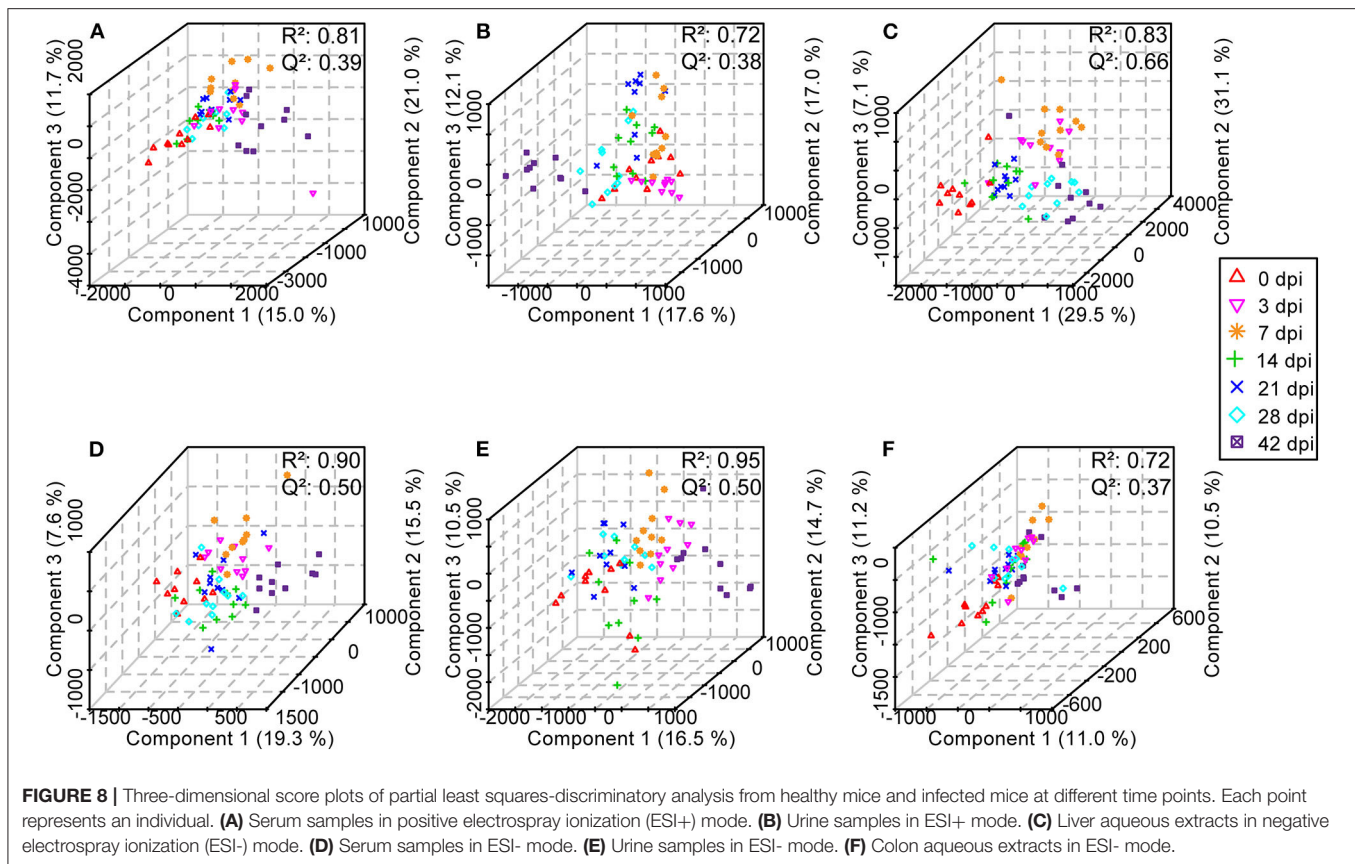 A
R²: 0.81
Q²: 0.39
Component 3 (11.7 %)
2000
0
-2000
-4000
-2000
0
2000
Component 1 (15.0 %)
-3000
-1000
1000
Component 2 (21.0 %)
B
R²: 0.72
Q²: 0.38
Component 3 (12.1 %)
1000
0
-1000
-1000
0
1000
Component 1 (17.6 %)
-1000
0
1000
Component 2 (17.0 %)
C
R²: 0.83
Q²: 0.66
Component 3 (7.1 %)
1000
0
-1000
-2000
0
1000
Component 1 (29.5 %)
-2000
0
2000
4000
Component 2 (31.1 %)
0 dpi
3 dpi
7 dpi
14 dpi
21 dpi
28 dpi
42 dpi
D
R²: 0.90
Q²: 0.50
Component 3 (7.6 %)
1000
0
-1000
-1500
-500
0
500
1500
Component 1 (19.3 %)
-1000
0
1000
Component 2 (15.5 %)
E
R²: 0.95
Q²: 0.50
Component 3 (10.5 %)
1000
0
-1000
-2000
-2000
0
1000
Component 1 (16.5 %)
-1000
0
1000
Component 2 (14.7 %)
F
R²: 0.72
Q²: 0.37
Component 3 (11.2 %)
0
-1000
-1500
-1000
0
1000
Component 1 (11.0 %)
-600
-200
200
600
Component 2 (10.5 %)
FIGURE 8 | Three-dimensional score plots of partial least squares-discriminatory analysis from healthy mice and infected mice at different time points. Each point
represents an individual. (A) Serum samples in positive electrospray ionization (ESI+) mode. (B) Urine samples in ESI+ mode. (C) Liver aqueous extracts in negative
electrospray ionization (ESI-) mode. (D) Serum samples in ESI- mode. (E) Urine samples in ESI- mode. (F) Colon aqueous extracts in ESI- mode.